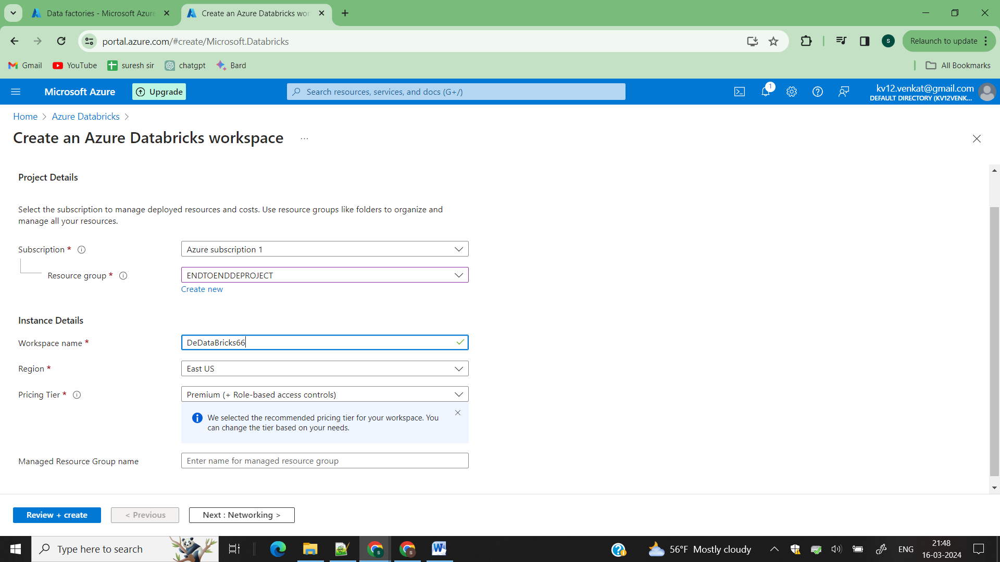 Data factories - Microsoft Azure
Create an Azure Databricks wor
portal.azure.com/#create/Microsoft.Databricks
S
Relaunch to update
Gmail
YouTube
suresh sir
chatgpt
Bard
All Bookmarks
Microsoft Azure
Upgrade
Search resources, services, and docs (G+/)
1
kv12.venkat@gmail.com
DEFAULT DIRECTORY (KV12VENK...
Home > Azure Databricks >
Create an Azure Databricks workspace ...
Project Details
Select the subscription to manage deployed resources and costs. Use resource groups like folders to organize and
manage all your resources.
Subscription *
Azure subscription 1
Resource group *
ENDTOENDDEPROJECT
Create new
Instance Details
Workspace name *
DeDataBricks66
Region *
East US
Pricing Tier *
Premium (+ Role-based access controls)
We selected the recommended pricing tier for your workspace. You
can change the tier based on your needs.
Managed Resource Group name
Enter name for managed resource group
Review + create
< Previous
Next : Networking >
Type here to search
56°F Mostly cloudy
ENG
21:48
16-03-2024